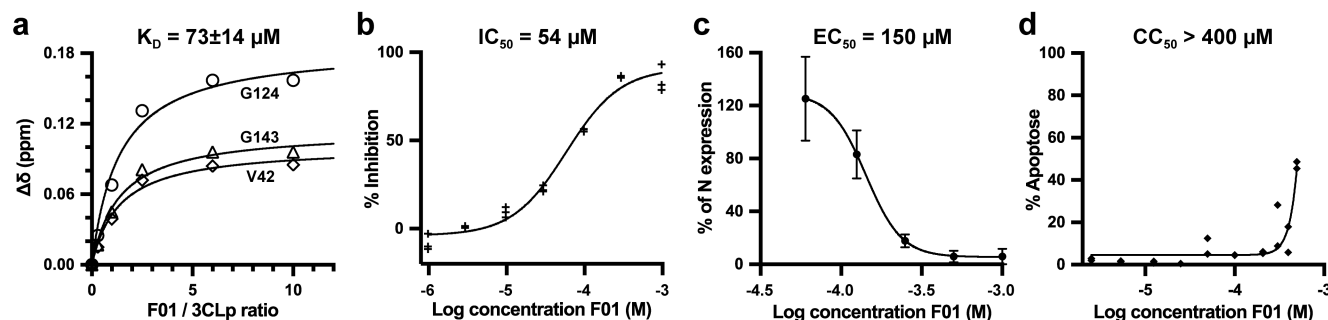 a
K_D = 73±14 µM
Δδ (ppm)
0.18
0.12
0.06
0.00
G124
G143
V42
0
5
10
F01 / 3CLp ratio
b
IC₅₀ = 54 µM
% Inhibition
100
50
0
-6
-5
-4
-3
Log concentration F01 (M)
c
EC₅₀ = 150 µM
% of N expression
160
120
80
40
0
-4.5
-4.0
-3.5
-3.0
Log concentration F01 (M)
d
CC₅₀ > 400 µM
% Apoptose
100
80
60
40
20
0
-5
-4
-3
Log concentration F01 (M)